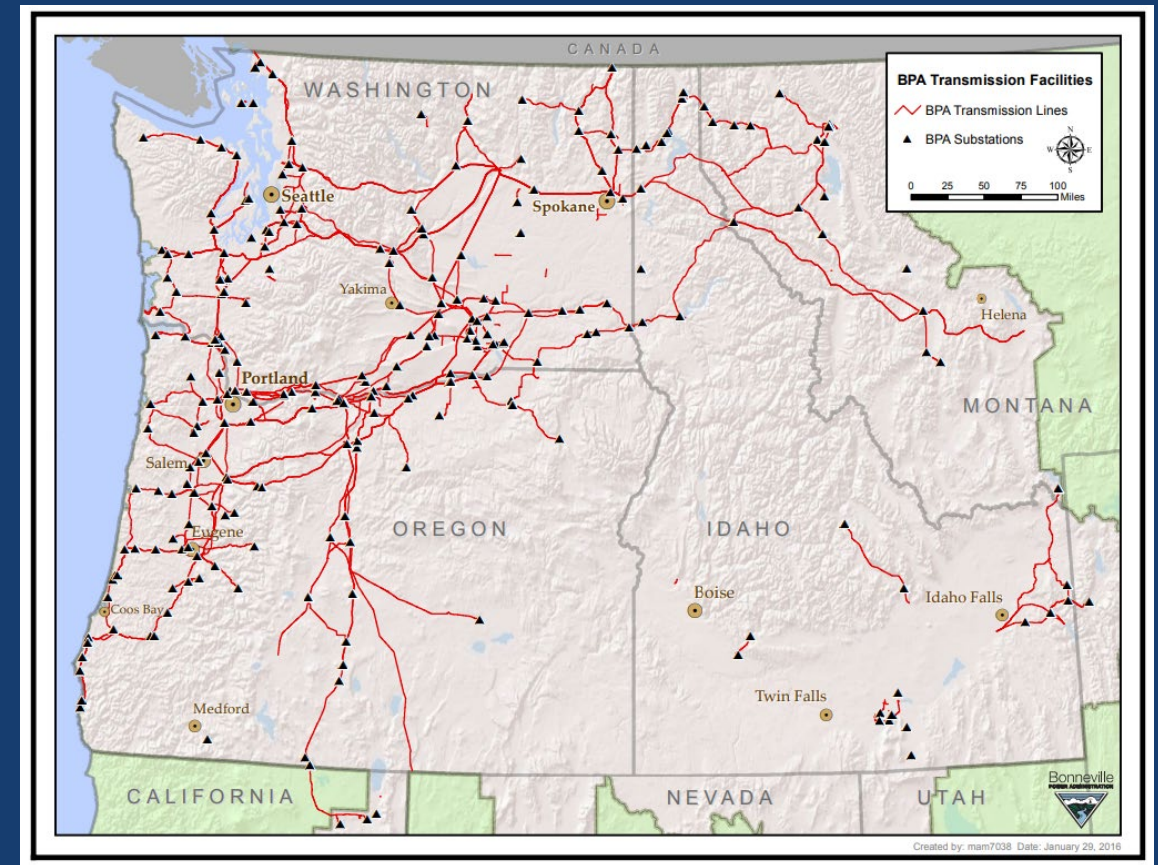 CANADA
WASHINGTON
BPA Transmission Facilities
BPA Transmission Lines
BPA Substations
N
W
E
S
0 25 50 75 100
Miles
Seattle
Spokane
Yakima
Helena
Portland
MONTANA
Salem
OREGON
IDAHO
Eugene
Boise
Idaho Falls
Coos Bay
Twin Falls
Medford
CALIFORNIA
NEVADA
UTAH
Bonneville
POWER ADMINISTRATION
Created by: mam7038 Date: January 29, 2016